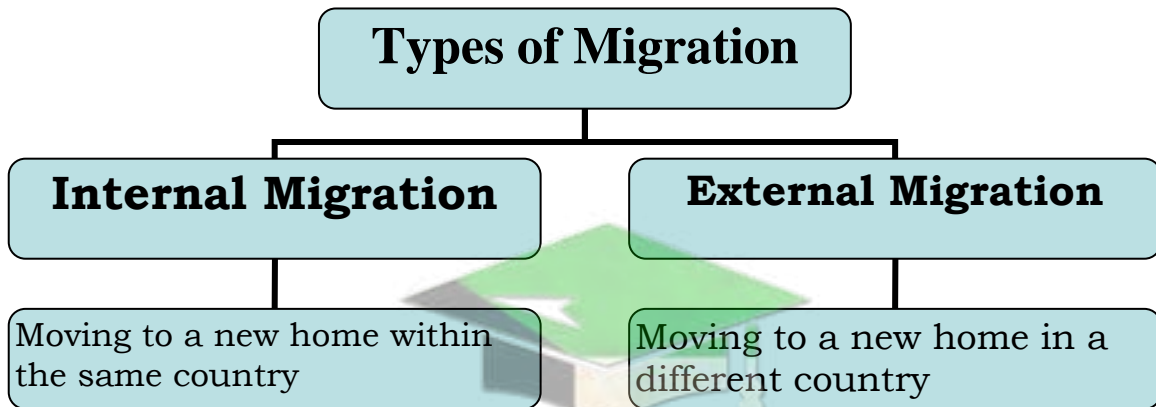 Types of Migration
Internal Migration
External Migration
Moving to a new home within
the same country
Moving to a new home in a
different country